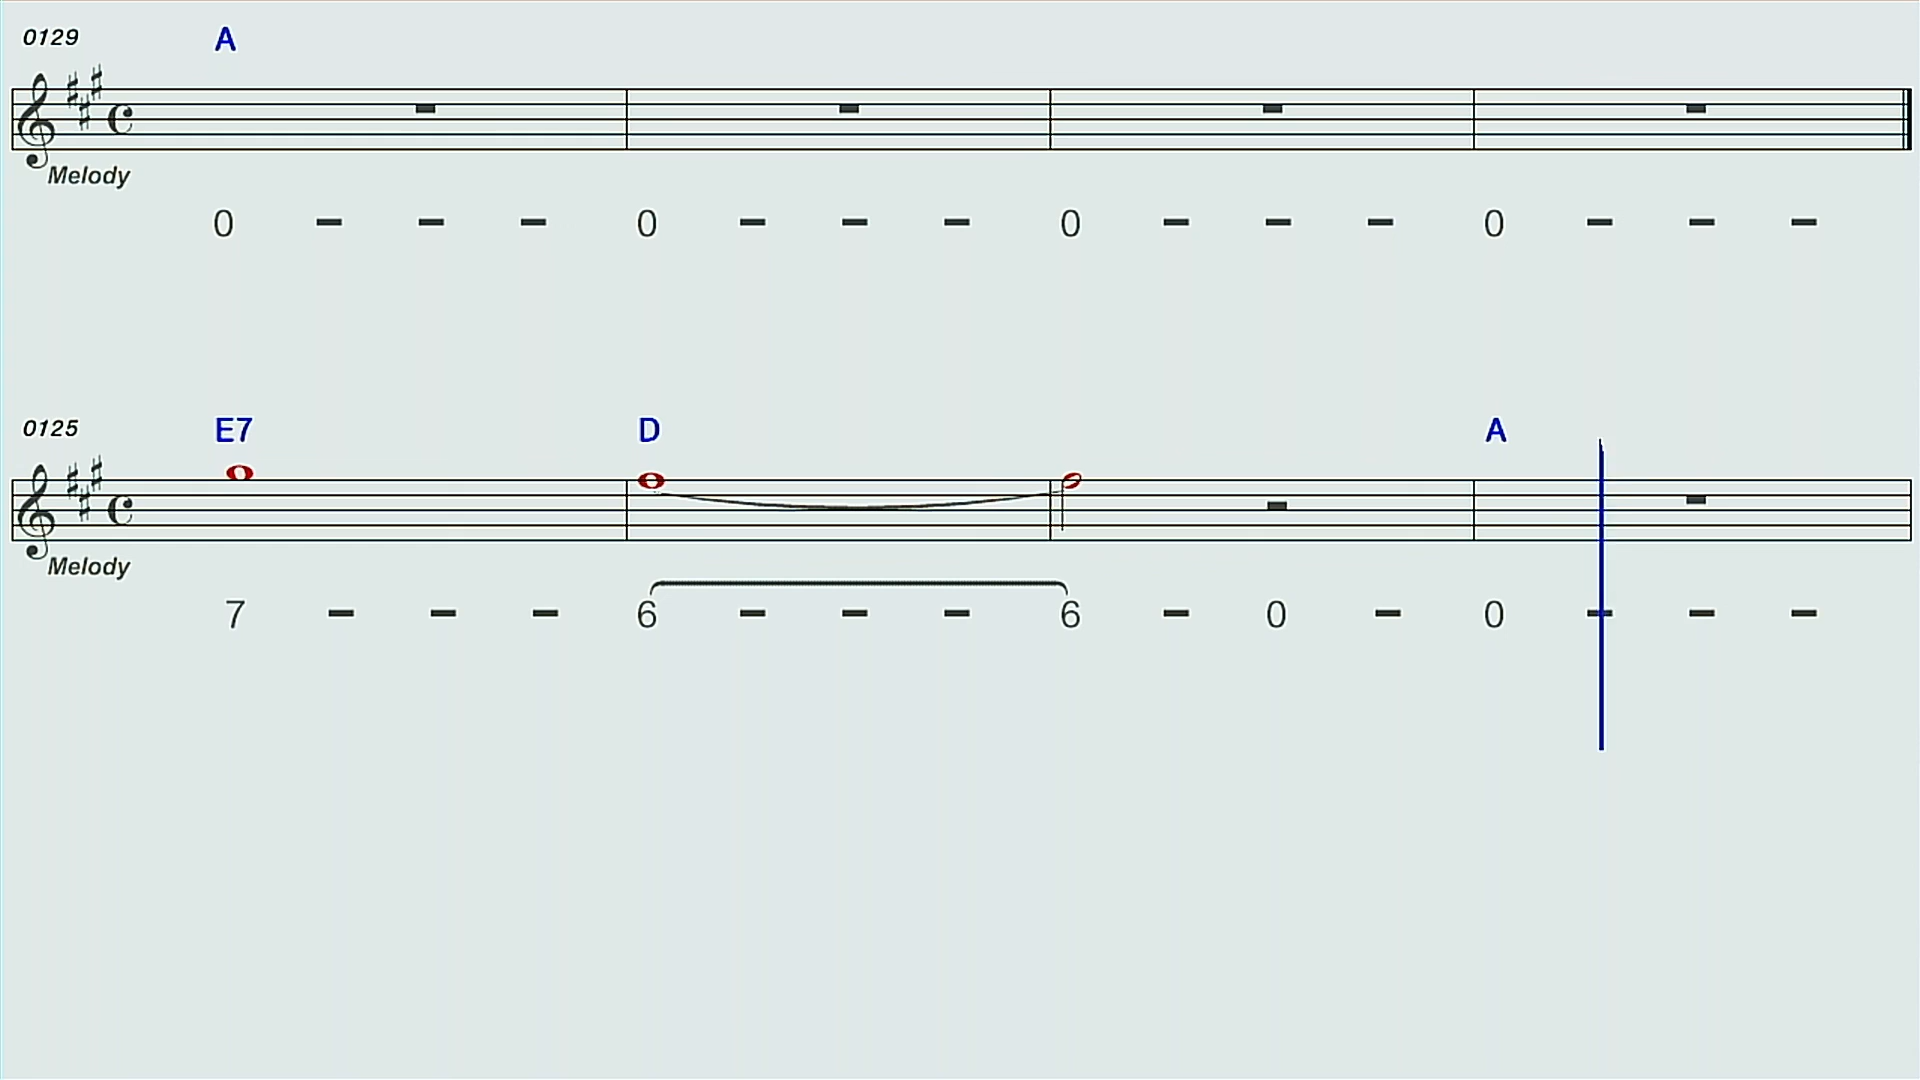 0129 A
Melody
0 - - - 0 - - - 0 - - - 0 - - -
0125 E7 D A
Melody
7 - - - 6 - - - 6 - 0 - 0 - - -